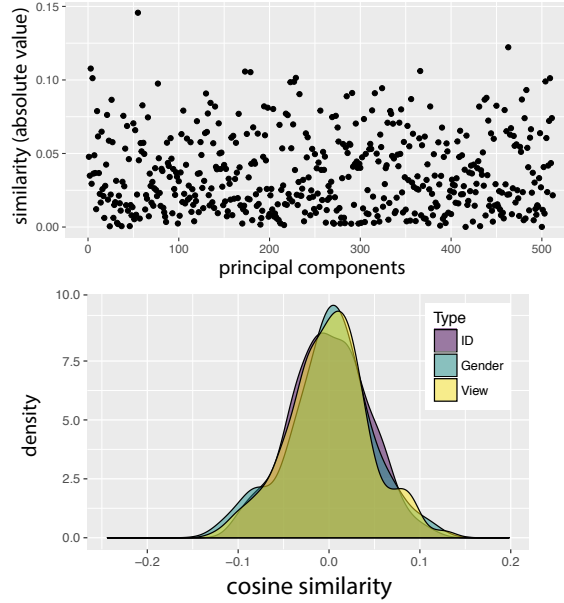 similarity (absolute value)
0.15
0.10
0.05
0.00
0
100
200
300
400
500
principal components
density
10.0
7.5
5.0
2.5
0.0
Type
ID
Gender
View
−0.2
−0.1
0.0
0.1
0.2
cosine similarity